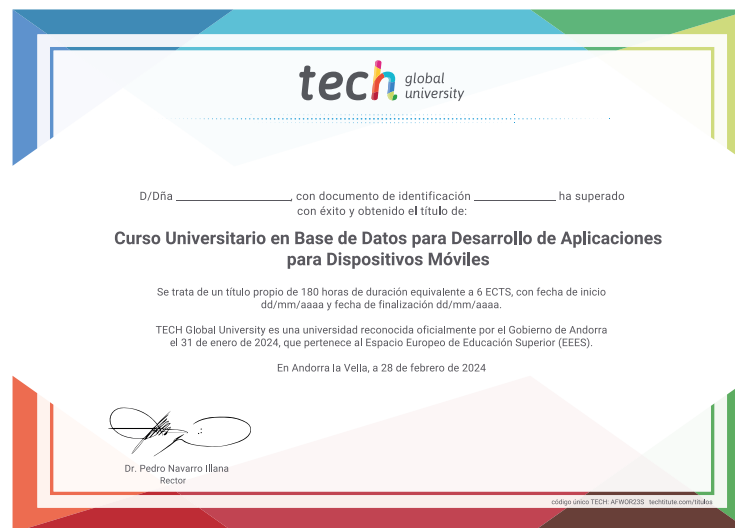 tech global
university
D/Dña ____________________, con documento de identificación ______________ ha superado
con éxito y obtenido el título de:
Curso Universitario en Base de Datos para Desarrollo de Aplicaciones
para Dispositivos Móviles
Se trata de un título propio de 180 horas de duración equivalente a 6 ECTS, con fecha de inicio
dd/mm/aaaa y fecha de finalización dd/mm/aaaa.
TECH Global University es una universidad reconocida oficialmente por el Gobierno de Andorra
el 31 de enero de 2024, que pertenece al Espacio Europeo de Educación Superior (EEES).
En Andorra la Vella, a 28 de febrero de 2024
Dr. Pedro Navarro Illana
Rector
código único TECH: AFWOR23S techtitute.com/titulos